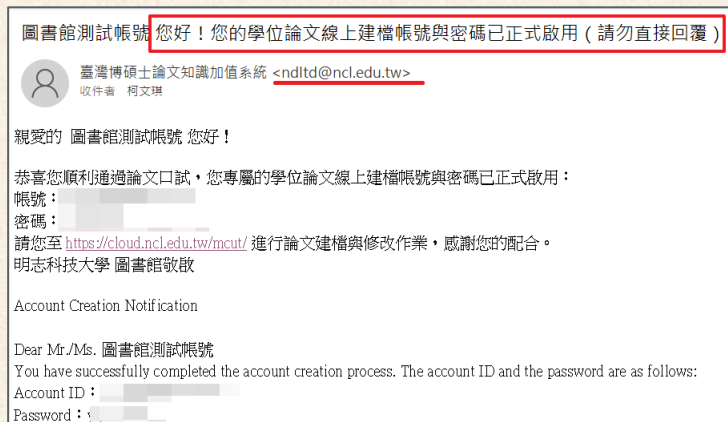 圖書館測試帳號 您好！您的學位論文線上建檔帳號與密碼已正式啟用（請勿直接回覆）
臺灣博碩士論文知識加值系統 <ndltd@ncl.edu.tw>
收件者 柯文琪
親愛的 圖書館測試帳號 您好！
恭喜您順利通過論文口試，您專屬的學位論文線上建檔帳號與密碼已正式啟用：
帳號：
密碼：
請您至 https://cloud.ncl.edu.tw/mcut/ 進行論文建檔與修改作業，感謝您的配合。
明志科技大學 圖書館敬啟
Account Creation Notification
Dear Mr./Ms. 圖書館測試帳號
You have successfully completed the account creation process. The account ID and the password are as follows:
Account ID：
Password：